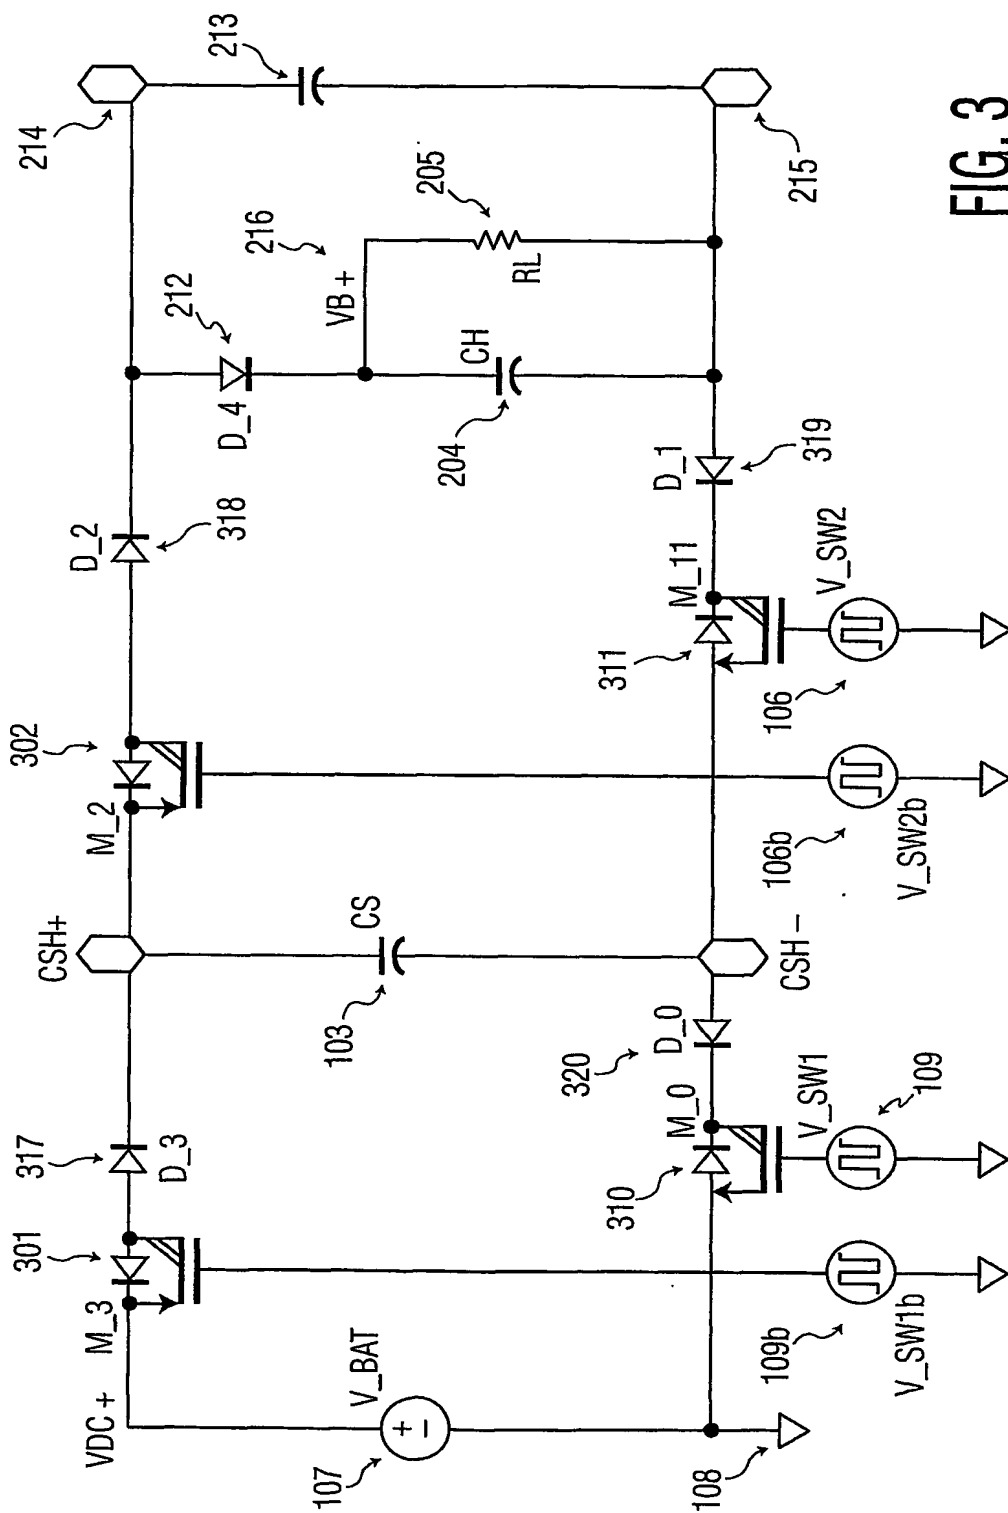 FIG. 3
VDC +
M_3
301
317
D_3
CSH+
M_2
302
D_2
318
214
213
107
V_BAT
103
CS
D_4
212
VB +
216
205
RL
CH
204
108
310
M_0
320
D_0
CSH –
311
M_11
D_1
319
215
109b
V_SW1b
V_SW1
109
106b
V_SW2b
106
V_SW2